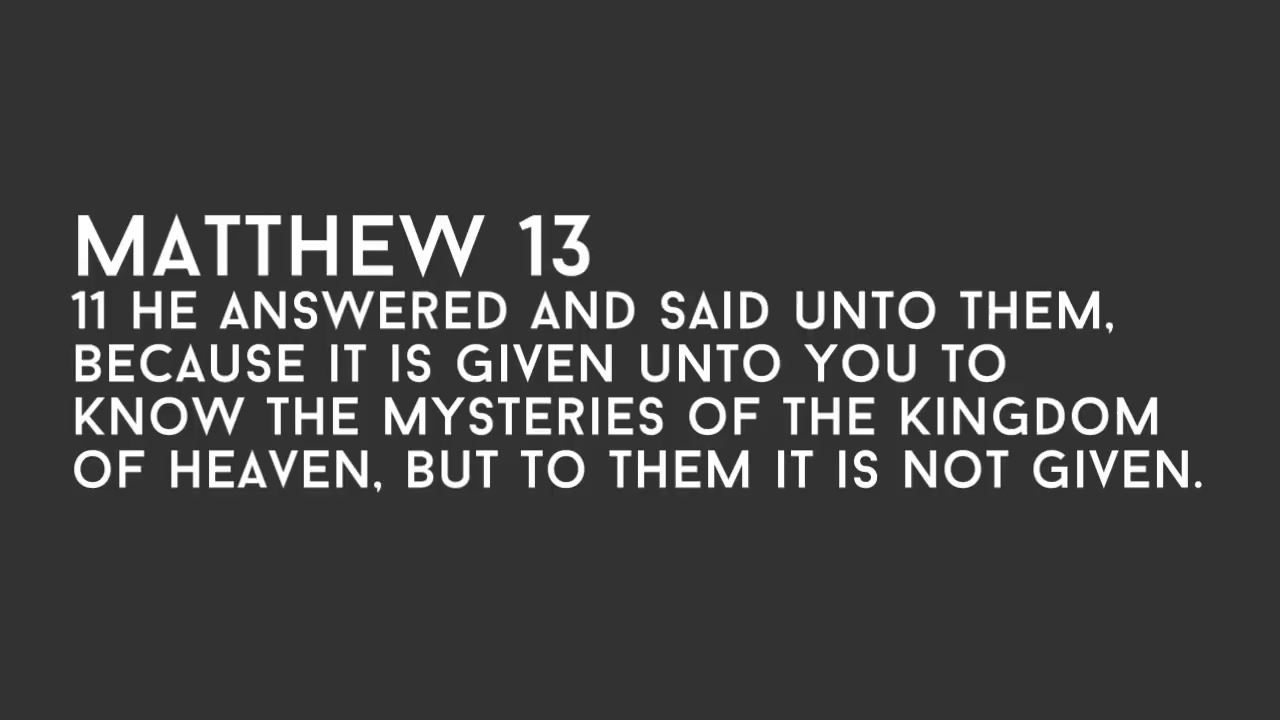 MATTHEW 13
11 HE ANSWERED AND SAID UNTO THEM,
BECAUSE IT IS GIVEN UNTO YOU TO
KNOW THE MYSTERIES OF THE KINGDOM
OF HEAVEN, BUT TO THEM IT IS NOT GIVEN.